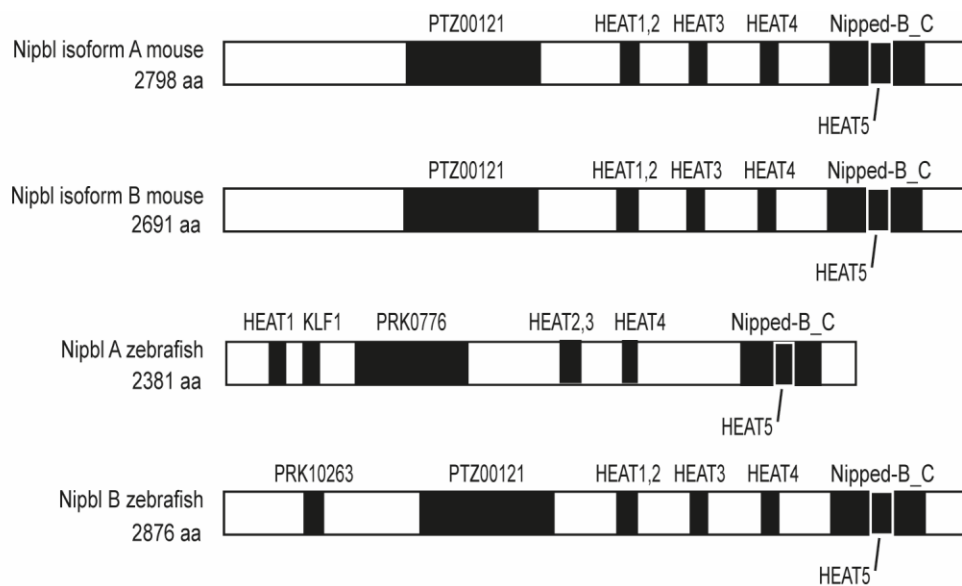 PTZ00121 HEAT1,2 HEAT3 HEAT4 Nipped-B_C
Nipbl isoform A mouse
2798 aa
HEAT5
PTZ00121 HEAT1,2 HEAT3 HEAT4 Nipped-B_C
Nipbl isoform B mouse
2691 aa
HEAT5
HEAT1 KLF1 PRK0776 HEAT2,3 HEAT4 Nipped-B_C
Nipbl A zebrafish
2381 aa
HEAT5
PRK10263 PTZ00121 HEAT1,2 HEAT3 HEAT4 Nipped-B_C
Nipbl B zebrafish
2876 aa
HEAT5